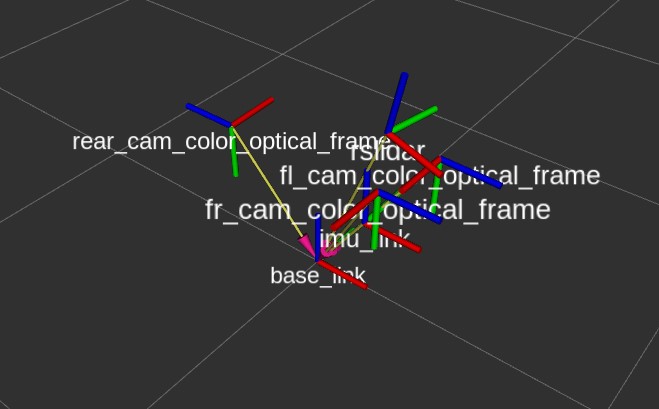 rear_cam_color_optical_frame
rslidar
fl_cam_color_optical_frame
fr_cam_color_optical_frame
imu_link
base_link